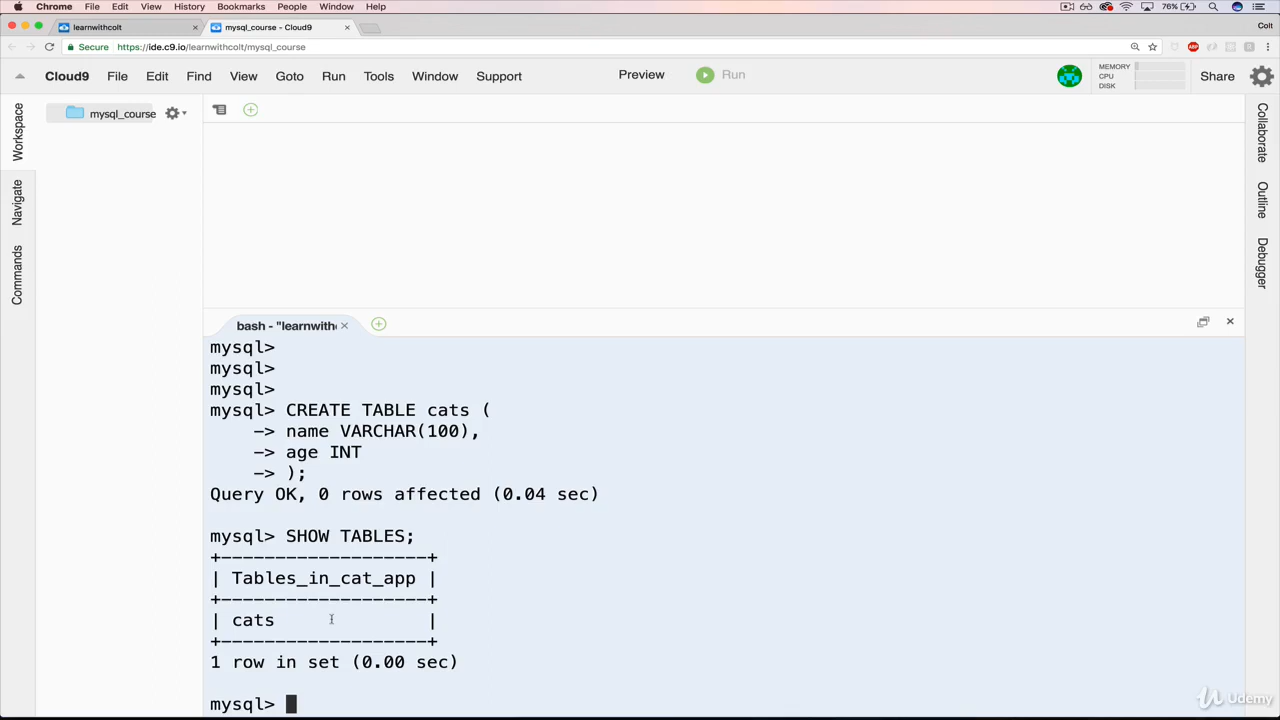 Chrome File Edit View History Bookmarks People Window Help 76%
learnwithcolt mysql_course - Cloud9 Colt
Secure https://ide.c9.io/learnwithcolt/mysql_course ABP
Cloud9 File Edit Find View Goto Run Tools Window Support Preview Run MEMORY CPU DISK Share
Workspace
Navigate
Commands
mysql_course
Collaborate
Outline
Debugger
bash - "learnwith
mysql>
mysql>
mysql>
mysql> CREATE TABLE cats (
-> name VARCHAR(100),
-> age INT
-> );
Query OK, 0 rows affected (0.04 sec)
mysql> SHOW TABLES;
+------------------+
| Tables_in_cat_app |
+------------------+
| cats |
+------------------+
1 row in set (0.00 sec)
mysql>
Udemy